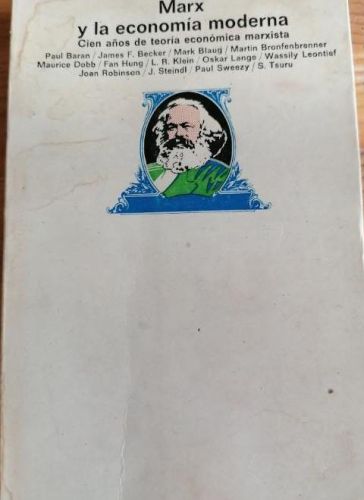 Marx
y la economía moderna
Cien años de teoría económica marxista
Paul Baran / James F. Becker / Mark Blaug / Martin Bronfenbrenner
Maurice Dobb / Fan Hung / L. R. Klein / Oskar Lange / Wassily Leontief
Joan Robinson / J. Steindl / Paul Sweezy / S. Tsuru